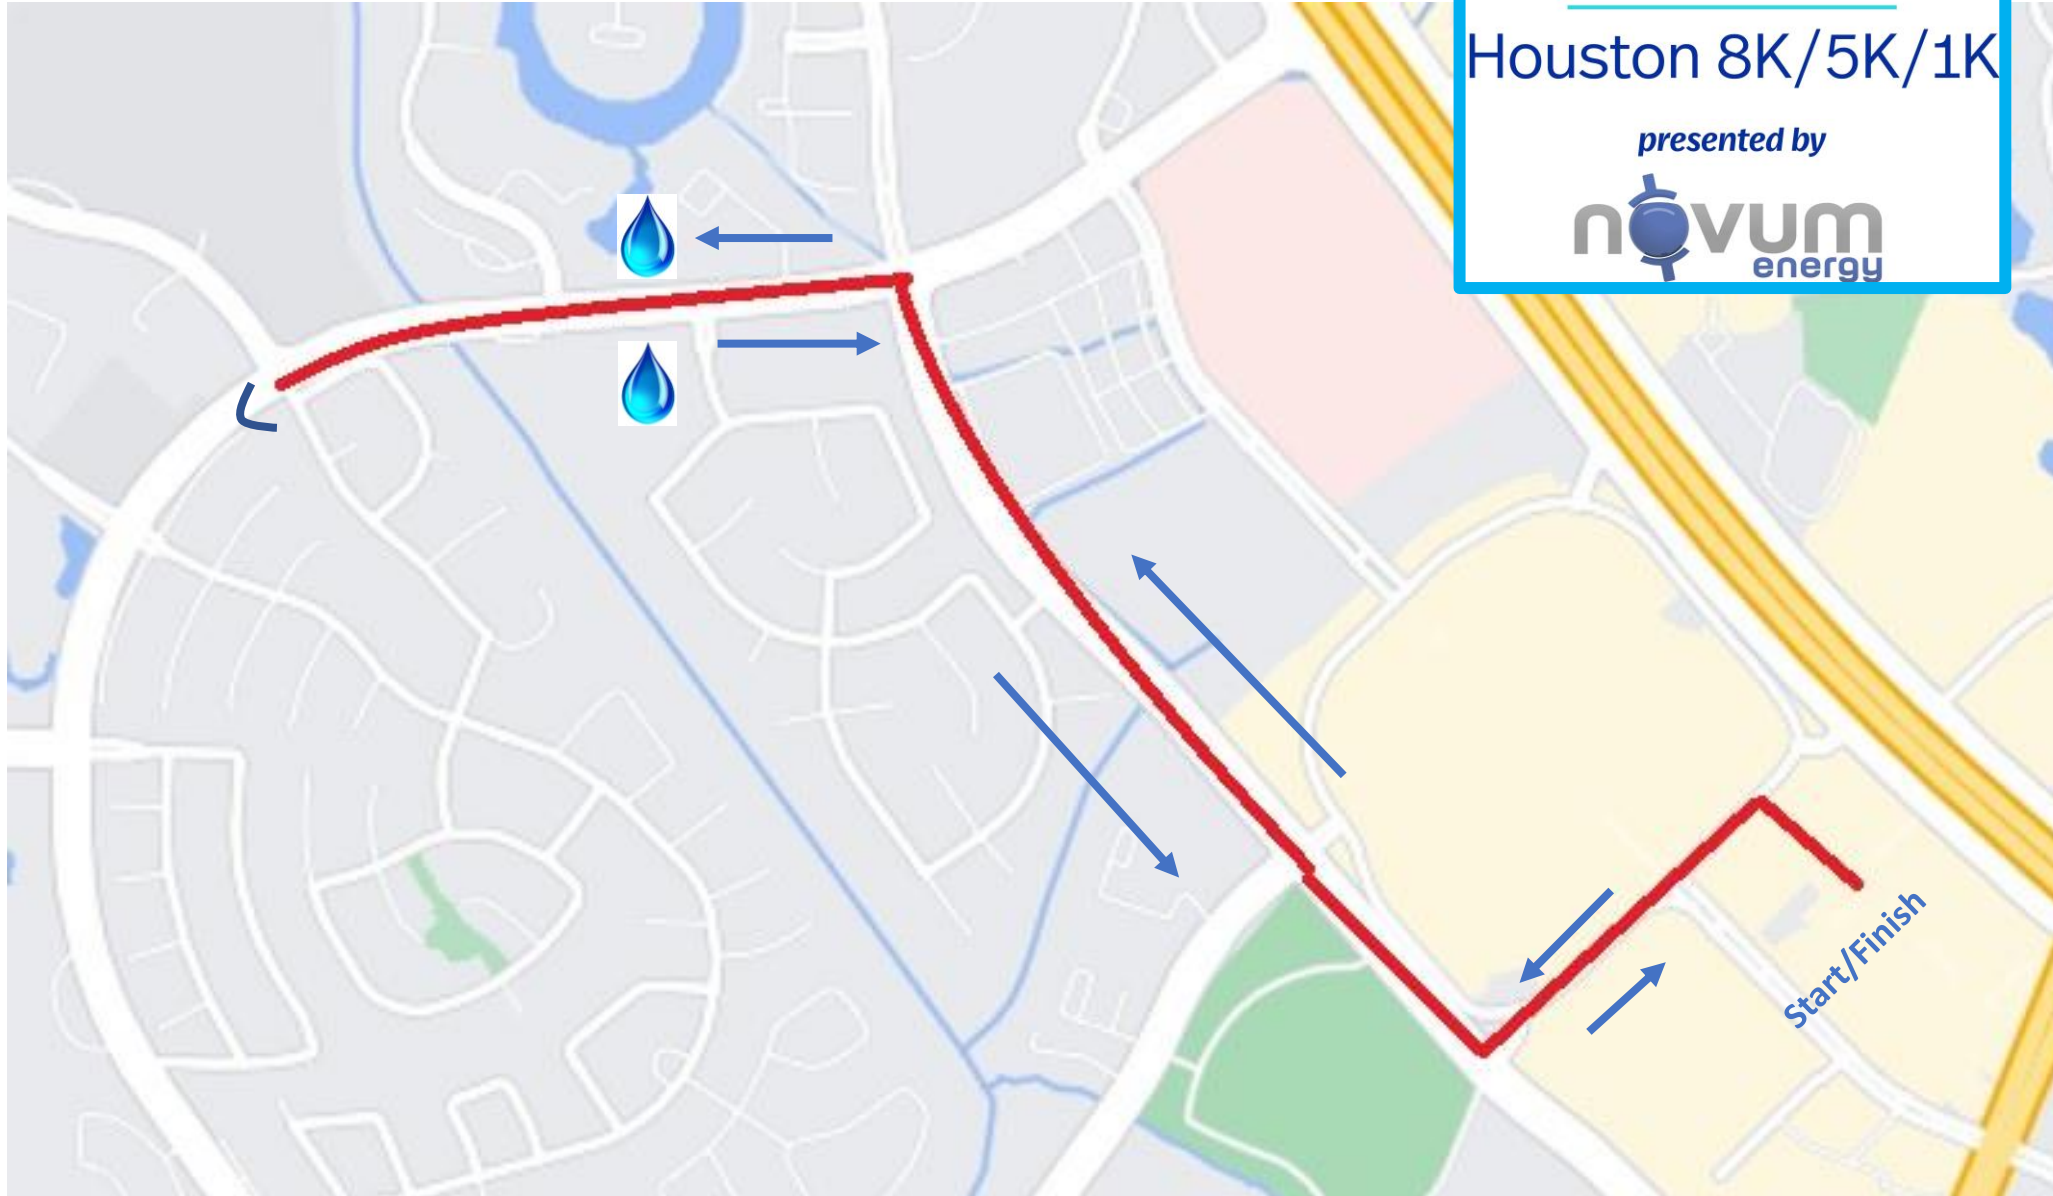 Houston 8K/5K/1K
presented by
novum
energy
Start/Finish